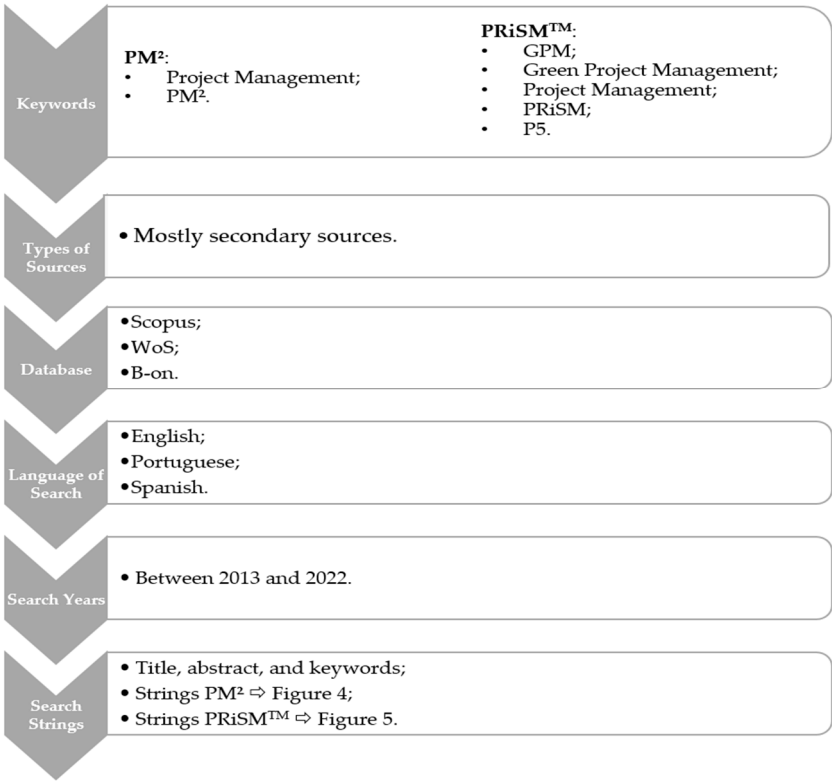 Keywords
PM²:
• Project Management;
• PM².
PRiSM™:
• GPM;
• Green Project Management;
• Project Management;
• PRiSM;
• P5.
Types of
Sources
• Mostly secondary sources.
Database
•Scopus;
•WoS;
•B-on.
Language of
Search
•English;
•Portuguese;
•Spanish.
Search Years
• Between 2013 and 2022.
Search
Strings
• Title, abstract, and keywords;
• Strings PM² ⇨ Figure 4;
• Strings PRiSM™ ⇨ Figure 5.